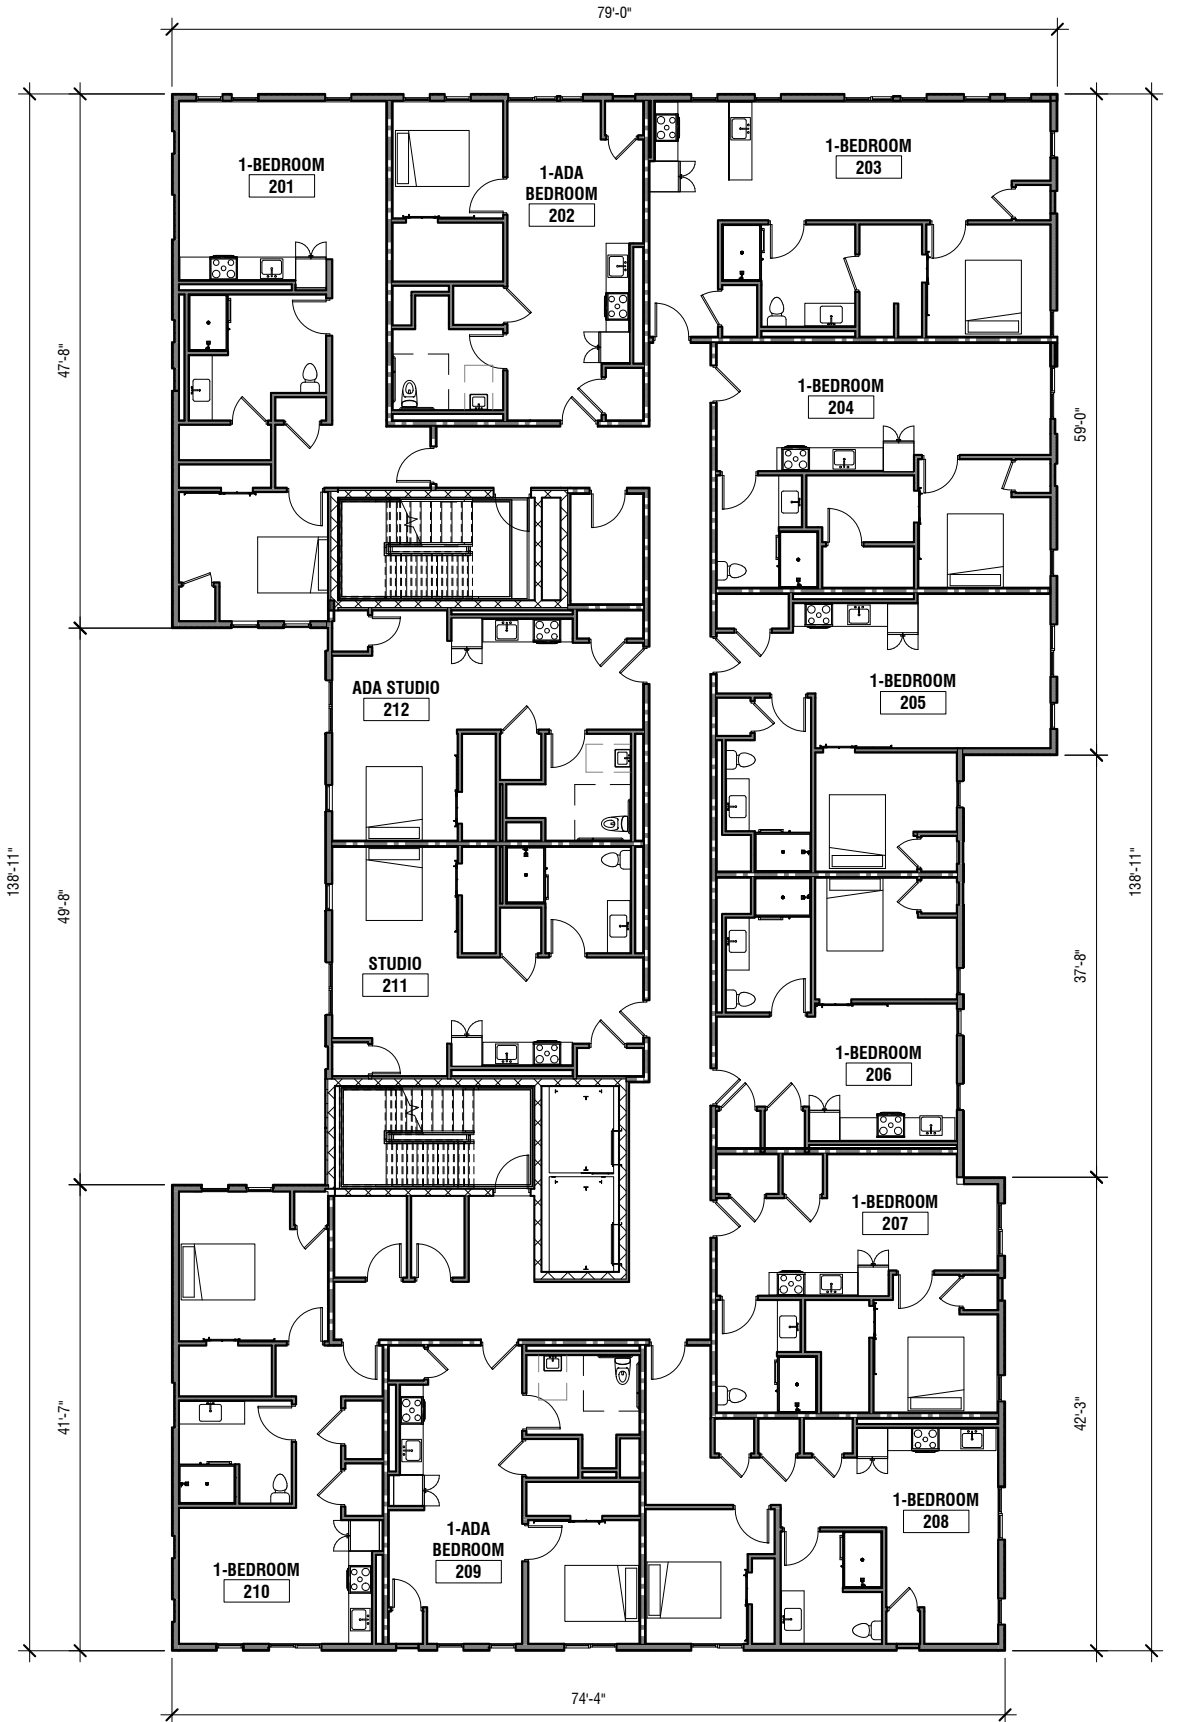 79'-0"
1-BEDROOM
201
1-ADA
BEDROOM
202
1-BEDROOM
203
47'-8"
1-BEDROOM
204
59'-0"
ADA STUDIO
212
1-BEDROOM
205
138'-11"
49'-8"
138'-11"
37'-8"
STUDIO
211
1-BEDROOM
206
1-BEDROOM
207
41'-7"
42'-3"
1-BEDROOM
208
1-ADA
BEDROOM
209
1-BEDROOM
210
74'-4"